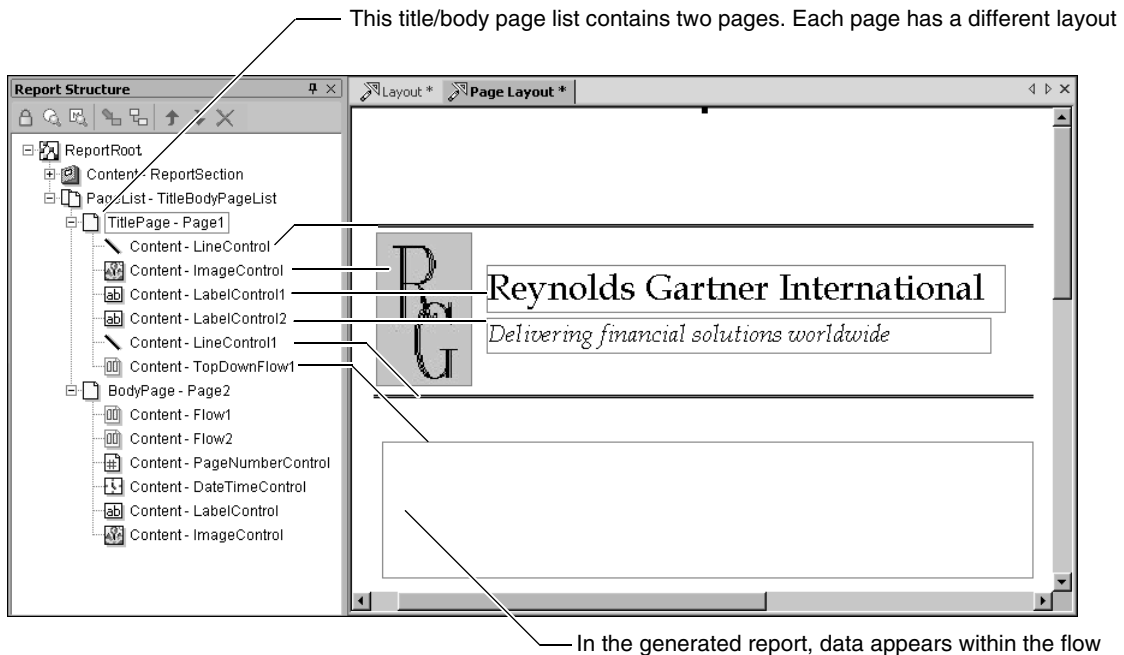 This title/body page list contains two pages. Each page has a different layout
Report Structure
Layout *
Page Layout *
ReportRoot
Content - ReportSection
PageList - TitleBodyPageList
TitlePage - Page1
Content - LineControl
Content - ImageControl
Content - LabelControl1
Content - LabelControl2
Content - LineControl1
Content - TopDownFlow1
BodyPage - Page2
Content - Flow1
Content - Flow2
Content - PageNumberControl
Content - DateTimeControl
Content - LabelControl
Content - ImageControl
RGG
Reynolds Gartner International
Delivering financial solutions worldwide
In the generated report, data appears within the flow